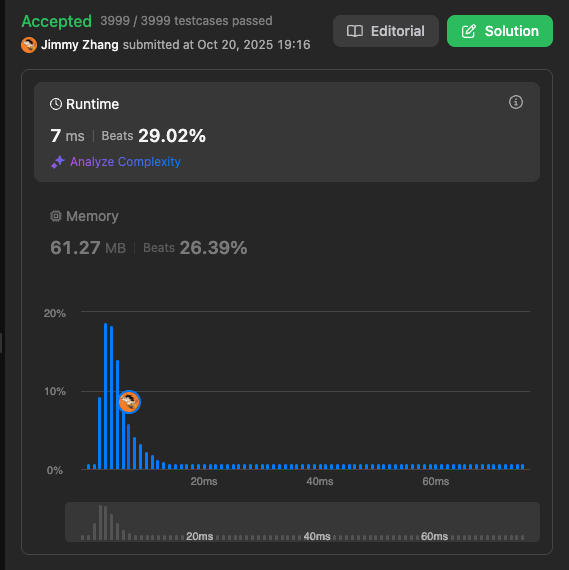 Accepted 3999 / 3999 testcases passed
Jimmy Zhang submitted at Oct 20, 2025 19:16
Editorial
Solution
Runtime
7 ms | Beats 29.02%
Analyze Complexity
Memory
61.27 MB | Beats 26.39%
20%
10%
0%
20ms 40ms 60ms
20ms 40ms 60ms